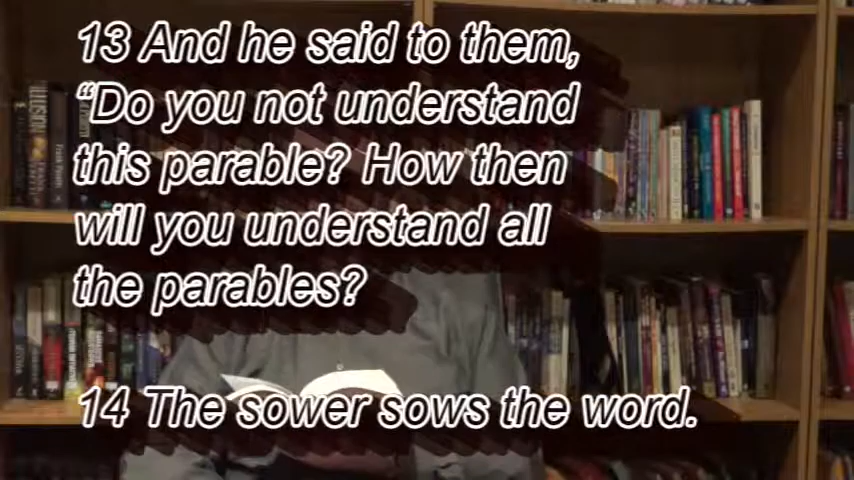 13 And he said to them,
“Do you not understand
this parable? How then
will you understand all
the parables?
14 The sower sows the word.